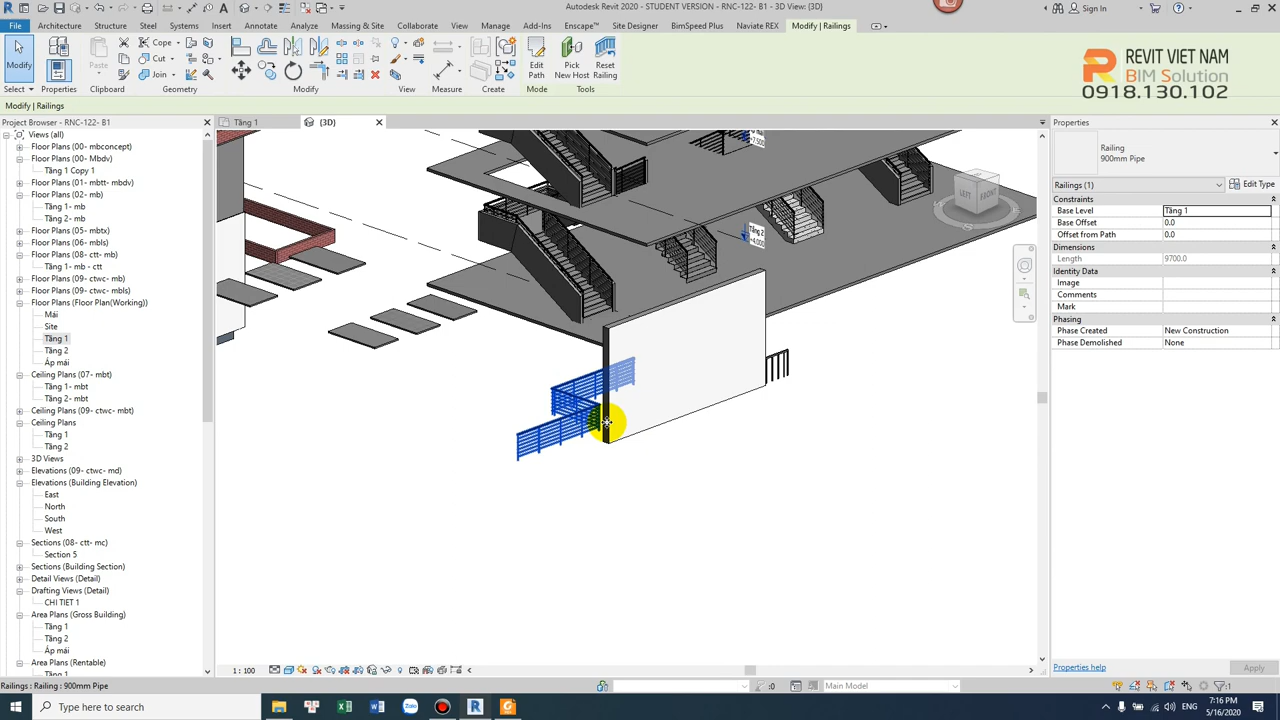 Autodesk Revit 2020 - STUDENT VERSION - RNC-122- B1 - 3D View: {3D}
Sign In
File Architecture Structure Steel Systems Insert Annotate Analyze Massing & Site Collaborate View Manage Add-Ins Enscape™ Site Designer BimSpeed Plus Naviate REX Modify | Railings
Modify
Paste
Cope
Cut
Join
Edit Path
Pick New Host
Reset Railing
Select Properties Clipboard Geometry Modify View Measure Create Mode Tools
REVIT VIET NAM
BIM Solution
0918.130.102
Modify | Railings
Project Browser - RNC-122- B1
Tầng 1
{3D}
Properties
Views (all)
Floor Plans (00- mbconcept)
Floor Plans (00- Mbdv)
Tầng 1 Copy 1
Floor Plans (01- mbtt- mbdv)
Floor Plans (02- mb)
Tầng 1- mb
Tầng 2- mb
Floor Plans (05- mbtx)
Floor Plans (06- mbls)
Floor Plans (08- ctt- mb)
Tầng 1- mb - ctt
Floor Plans (09- ctwc- mb)
Floor Plans (09- ctwc- mbls)
Floor Plans (Floor Plan(Working))
Mái
Site
Tầng 1
Tầng 2
Áp mái
Ceiling Plans (07- mbt)
Tầng 1- mbt
Tầng 2- mbt
Ceiling Plans (09- ctwc- mbt)
Ceiling Plans
Tầng 1
Tầng 2
3D Views
Elevations (09- ctwc- md)
Elevations (Building Elevation)
East
North
South
West
Sections (08- ctt- mc)
Section 5
Sections (Building Section)
Detail Views (Detail)
Drafting Views (Detail)
CHI TIET 1
Area Plans (Gross Building)
Tầng 1
Tầng 2
Áp mái
Area Plans (Rentable)
Tầng 1
+7.500
Tầng 2
+4.000
LEFT FRONT
Railing
900mm Pipe
Railings (1)
Edit Type
Constraints
Base Level Tầng 1
Base Offset 0.0
Offset from Path 0.0
Dimensions
Length 9700.0
Identity Data
Image
Comments
Mark
Phasing
Phase Created New Construction
Phase Demolished None
Properties help
Apply
1 : 100
Railings : Railing : 900mm Pipe
:0
Main Model
:1
Type here to search
Zalo
ENG
7:16 PM
5/16/2020